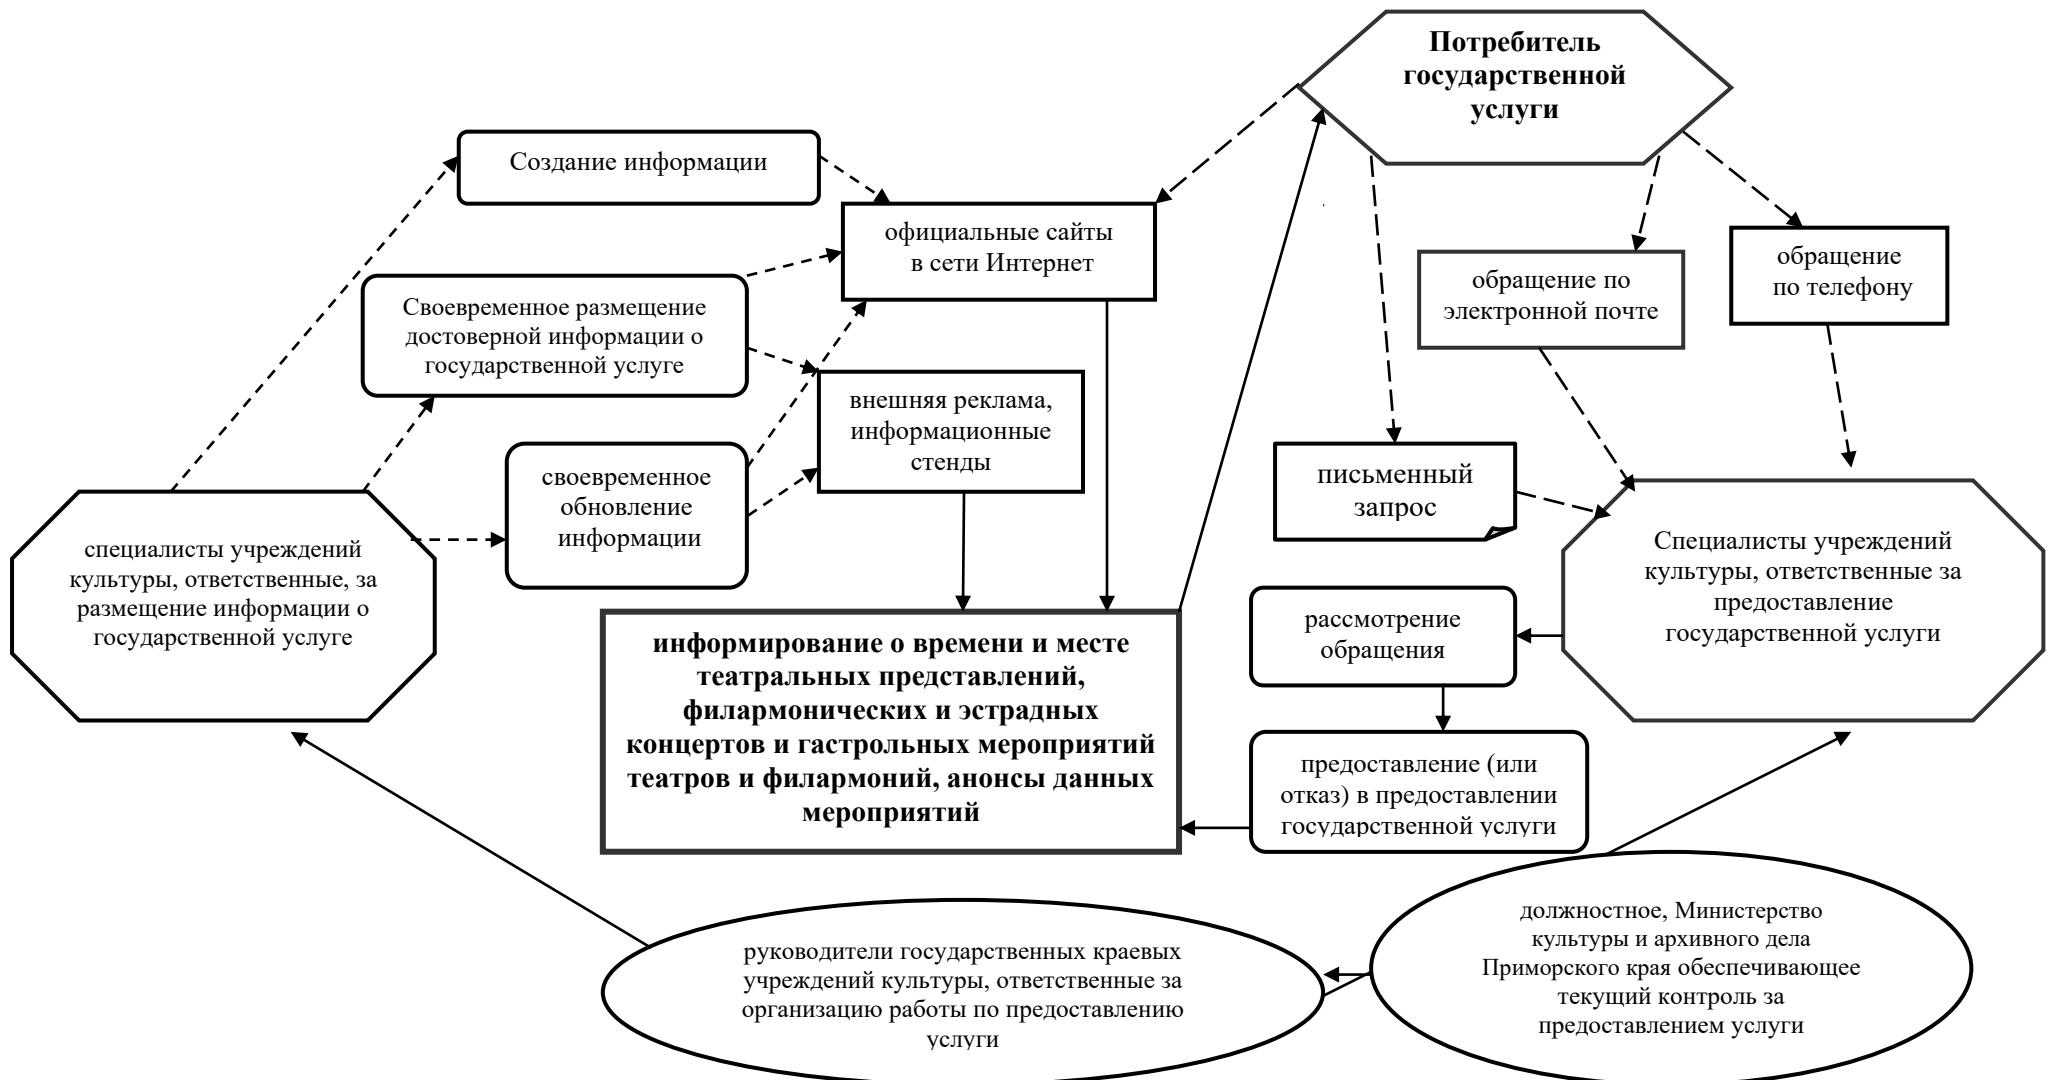 Потребитель
государственной
услуги
Создание информации
официальные сайты
в сети Интернет
обращение
по телефону
обращение по
электронной почте
Своевременное размещение
достоверной информации о
государственной услуге
внешняя реклама,
информационные
стенды
своевременное
обновление
информации
письменный
запрос
специалисты учреждений
культуры, ответственные, за
размещение информации о
государственной услуге
Специалисты учреждений
культуры, ответственные за
предоставление
государственной услуги
рассмотрение
обращения
информирование о времени и месте
театральных представлений,
филармонических и эстрадных
концертов и гастрольных мероприятий
театров и филармоний, анонсы данных
мероприятий
предоставление (или
отказ) в предоставлении
государственной услуги
руководители государственных краевых
учреждений культуры, ответственные за
организацию работы по предоставлению
услуги
должностное, Министерство
культуры и архивного дела
Приморского края обеспечивающее
текущий контроль за
предоставлением услуги